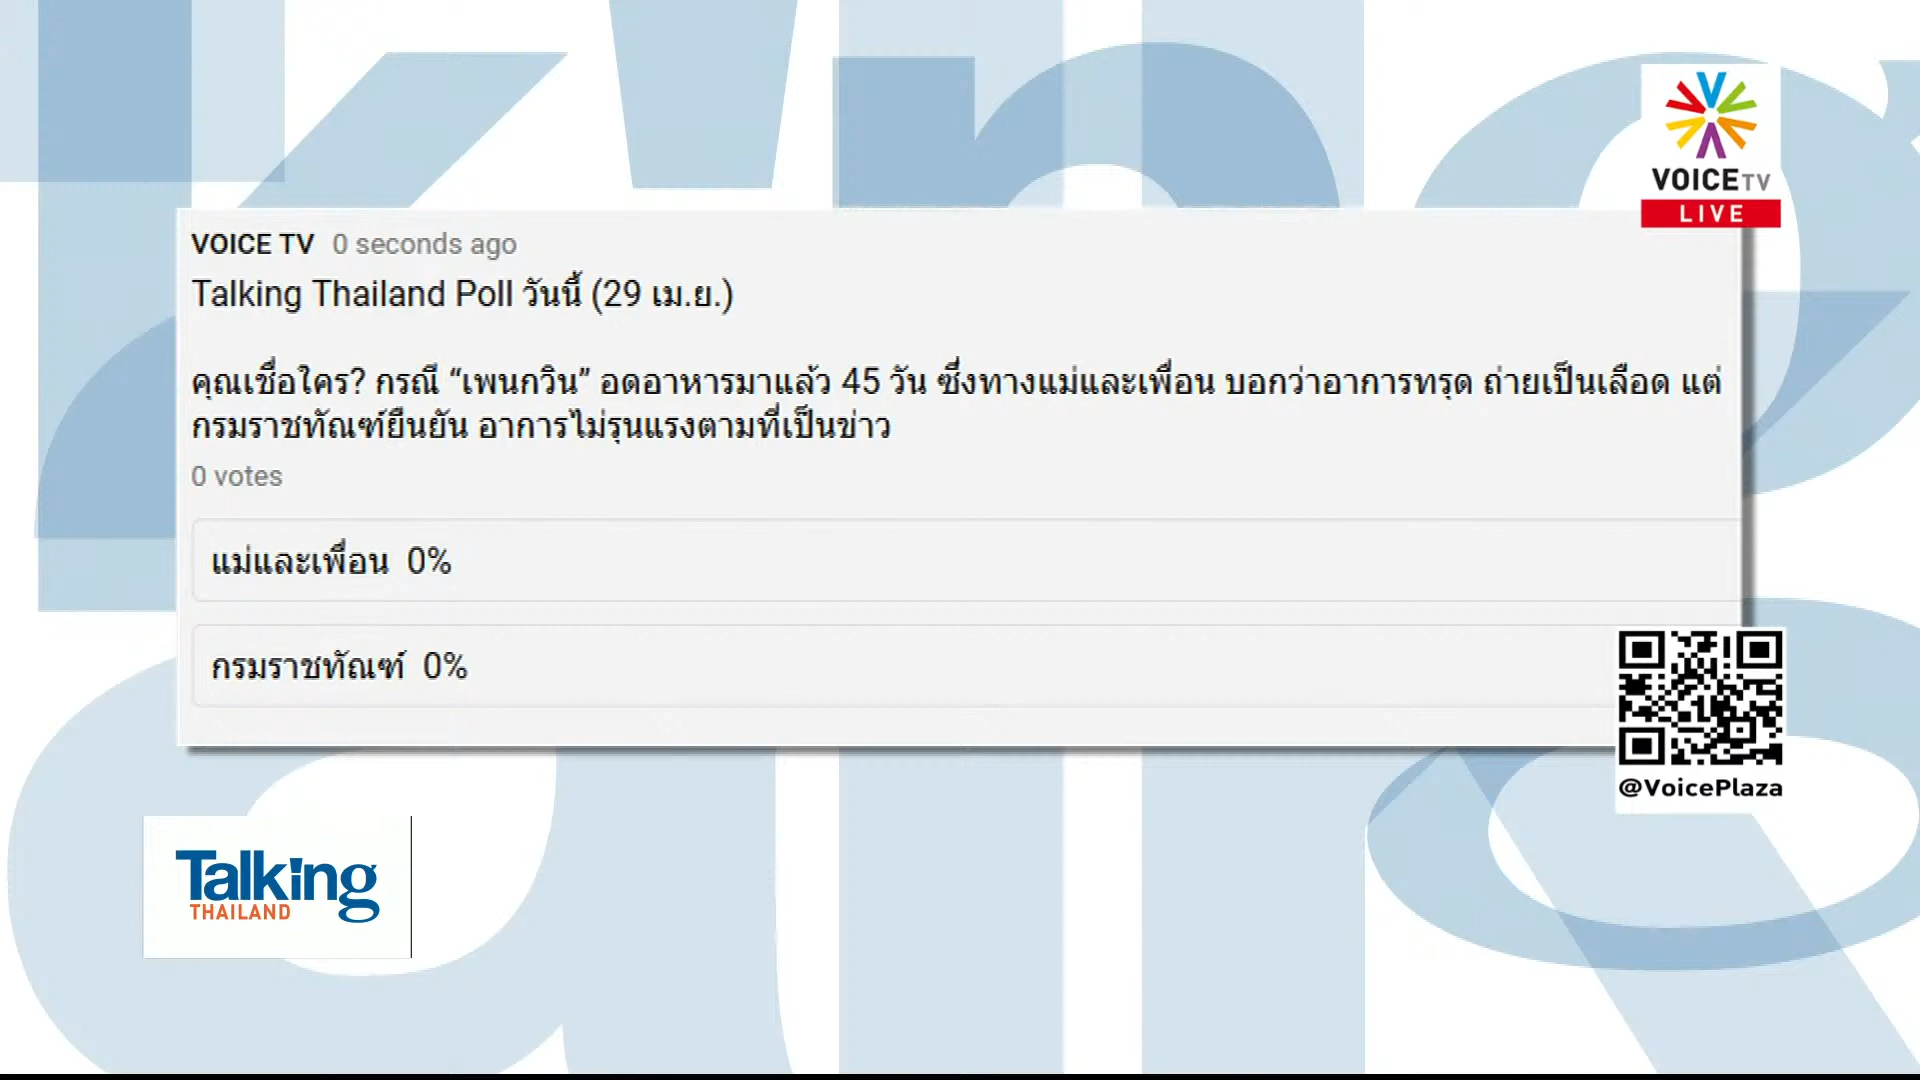 VOICE TV
LIVE
VOICE TV 0 seconds ago
Talking Thailand Poll วันนี้ (29 เม.ย.)
คุณเชื่อใคร? กรณี “เพนกวิน” อดอาหารมาแล้ว 45 วัน ซึ่งทางแม่และเพื่อน บอกว่าอาการทรุด ถ่ายเป็นเลือด แต่
กรมราชทัณฑ์ยืนยัน อาการไม่รุนแรงตามที่เป็นข่าว
0 votes
แม่และเพื่อน 0%
กรมราชทัณฑ์ 0%
@VoicePlaza
Talking
THAILAND